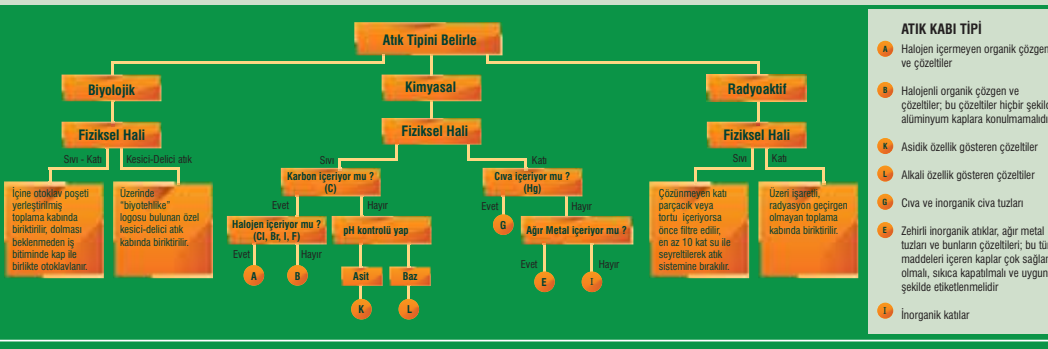 Atık Tipini Belirle
Biyolojik
Kimyasal
Radyoaktif
Fiziksel Hali
Fiziksel Hali
Fiziksel Hali
Sıvı - Katı
Kesici-Delici atık
Sıvı
Katı
Sıvı
Katı
İçine otoklav poşeti
yerleştirilmiş
toplama kabında
biriktirilir, dolması
beklenmeden iş
bitiminde kap ile
birlikte otoklavlanır.
Üzerinde
"biyotehlike"
logosu bulunan özel
kesici-delici atık
kabında biriktirilir.
Karbon içeriyor mu ?
(C)
Evet
Hayır
Halojen içeriyor mu ?
(Cl, Br, I, F)
Evet
Hayır
A
B
pH kontrolü yap
Asit
Baz
K
L
Cıva içeriyor mu ?
(Hg)
Evet
Hayır
G
Ağır Metal içeriyor mu ?
Evet
Hayır
E
I
Çözünmeyen katı
parçacık veya
tortu içeriyorsa
önce filtre edilir,
en az 10 kat su ile
seyreltilerek atık
sistemine bırakılır.
Üzeri işaretli,
radyasyon geçirgen
olmayan toplama
kabında biriktirilir.
ATIK KABI TİPİ
A Halojen içermeyen organik çözgen
ve çözeltiler
B Halojenli organik çözgen ve
çözeltiler; bu çözeltiler hiçbir şekild
alüminyum kaplara konulmamalıdı
K Asidik özellik gösteren çözeltiler
L Alkali özellik gösteren çözeltiler
G Cıva ve inorganik cıva tuzları
E Zehirli inorganik atıklar, ağır metal
tuzları ve bunların çözeltileri; bu tür
maddeleri içeren kaplar çok sağlam
olmalı, sıkıca kapatılmalı ve uygun
şekilde etiketlenmelidir
I İnorganik katılar